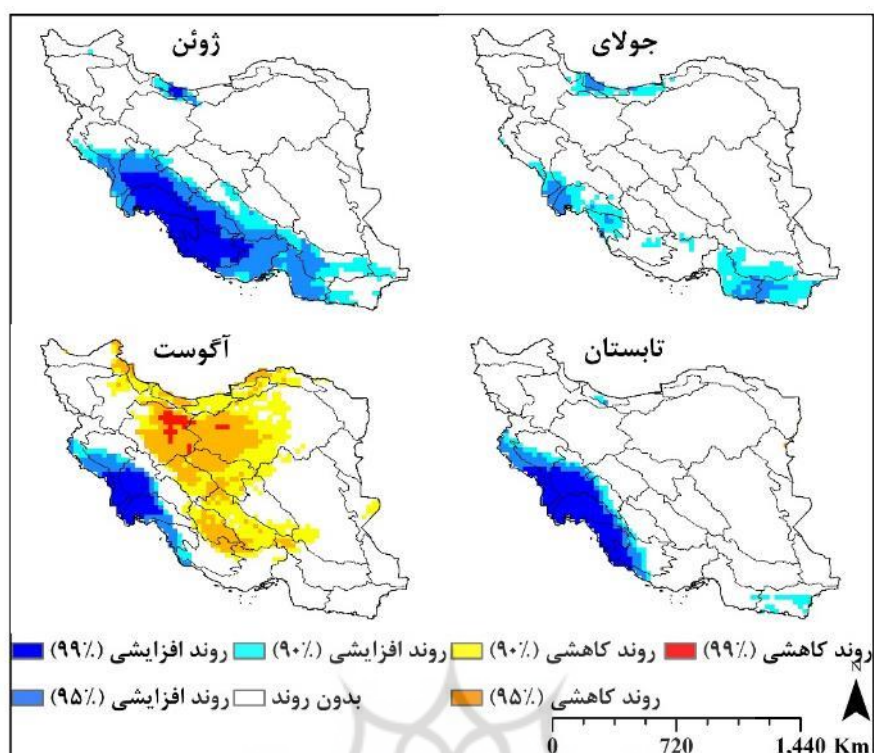 ژوئن
جولای
آگوست
تابستان
روند افزایشی (۹۹٪)
روند افزایشی (۹۰٪)
روند کاهشی (۹۰٪)
روند کاهشی (۹۹٪)
روند افزایشی (۹۵٪)
بدون روند
روند کاهشی (۹۵٪)
N
0 720 1,440 Km